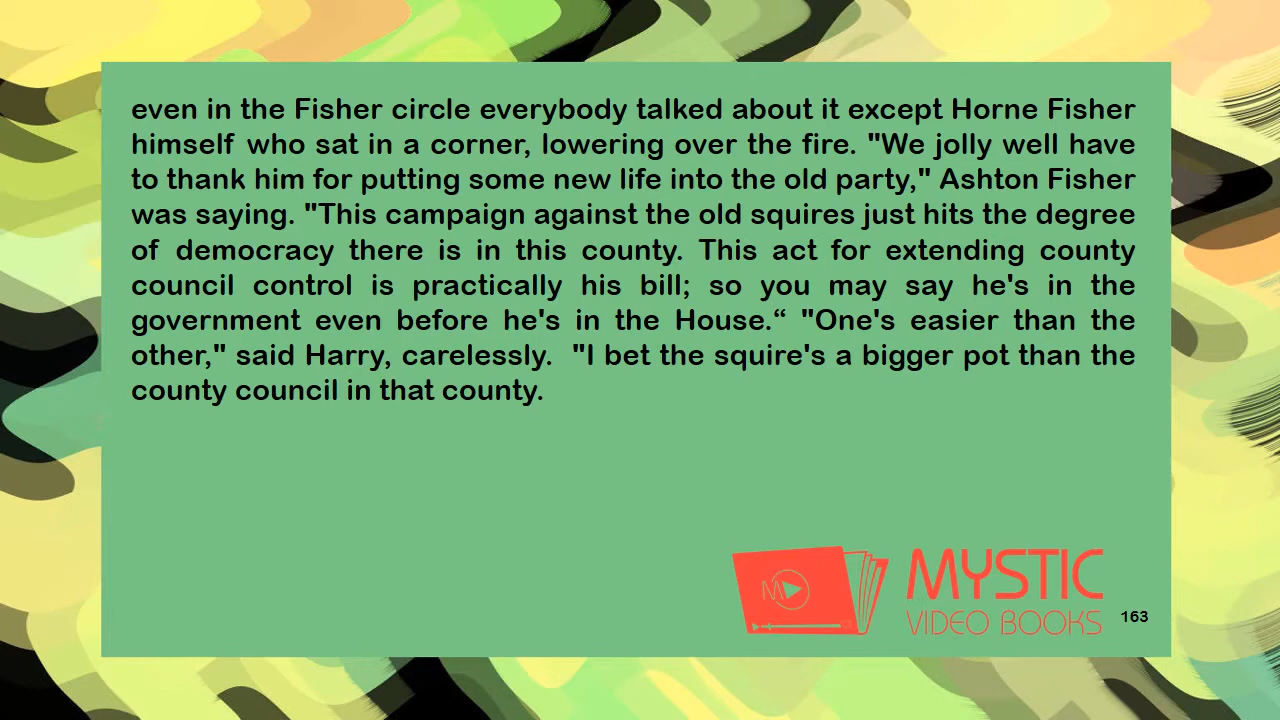 even in the Fisher circle everybody talked about it except Horne Fisher
himself who sat in a corner, lowering over the fire. "We jolly well have
to thank him for putting some new life into the old party," Ashton Fisher
was saying. "This campaign against the old squires just hits the degree
of democracy there is in this county. This act for extending county
council control is practically his bill; so you may say he's in the
government even before he's in the House.“ "One's easier than the
other," said Harry, carelessly.  "I bet the squire's a bigger pot than the
county council in that county.
M
MYSTIC
VIDEO BOOKS
163